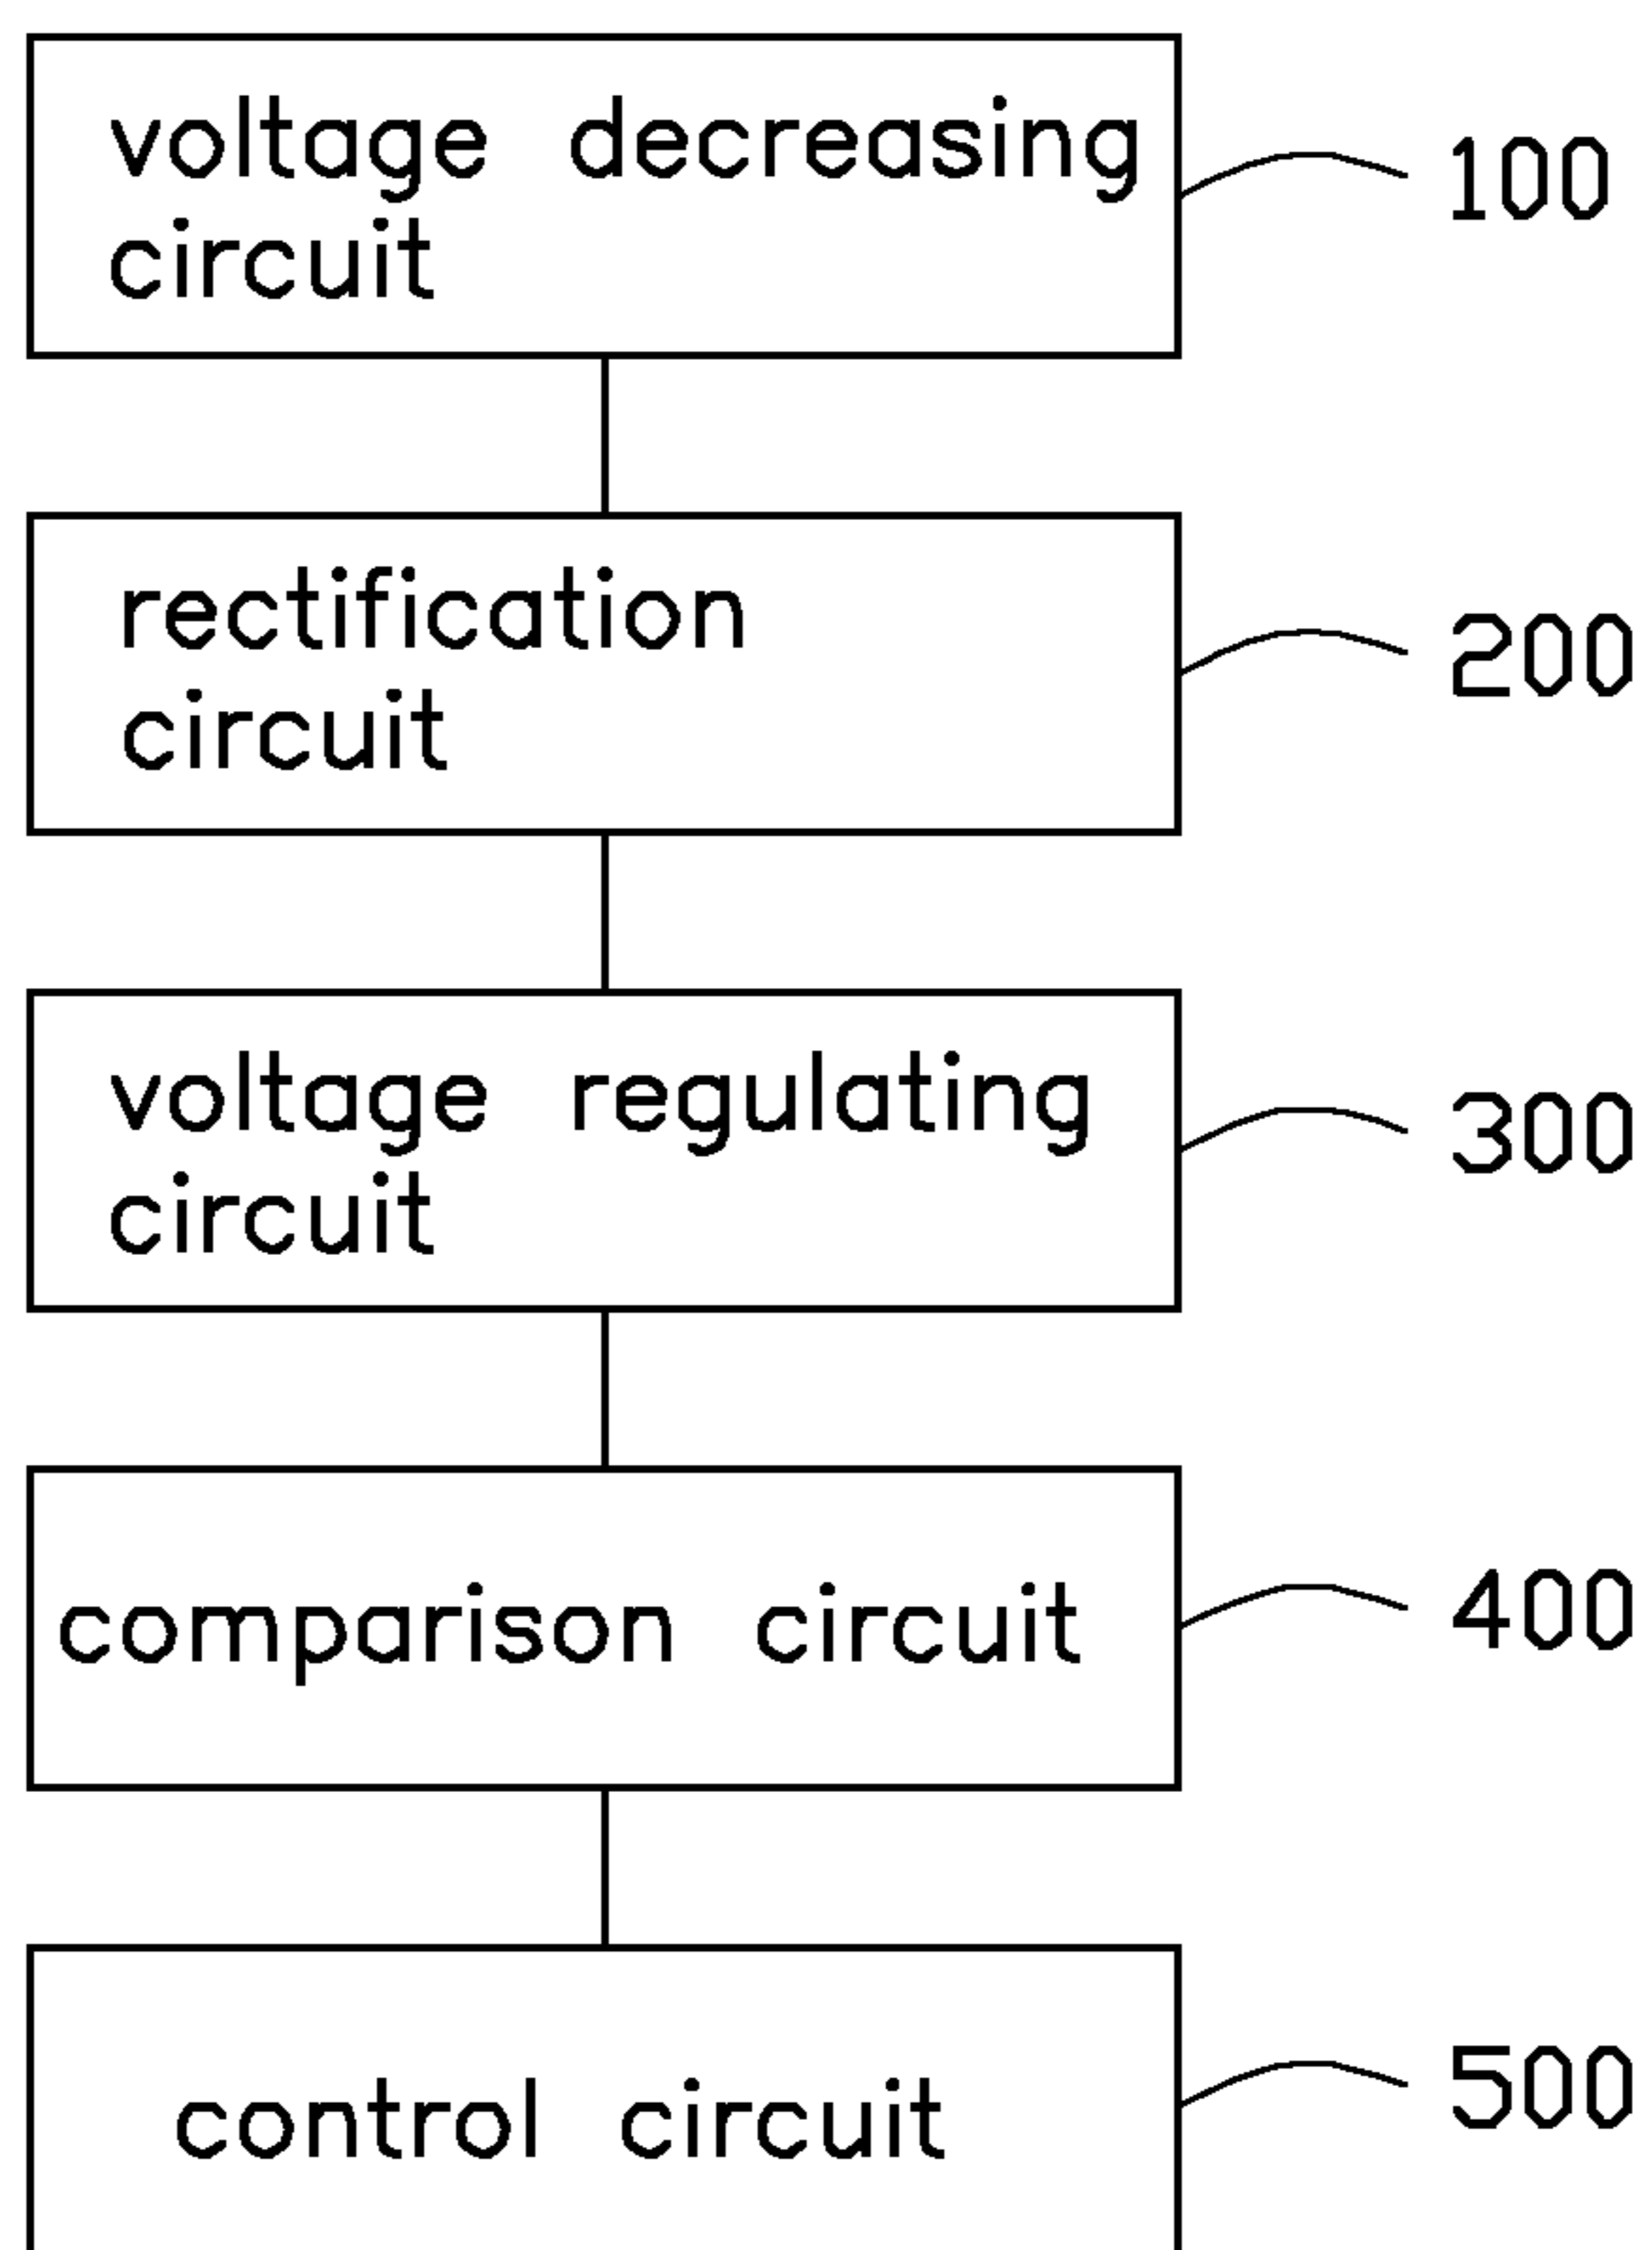 voltage decreasing
circuit
100
rectification
circuit
200
voltage regulating
circuit
300
comparison circuit
400
control circuit
500